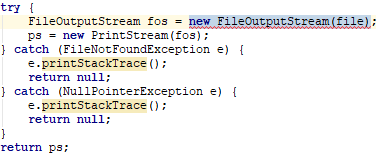 try {
    FileOutputStream fos = new FileOutputStream(file);
    ps = new PrintStream(fos);
} catch (FileNotFoundException e) {
    e.printStackTrace();
    return null;
} catch (NullPointerException e) {
    e.printStackTrace();
    return null;
}
return ps;